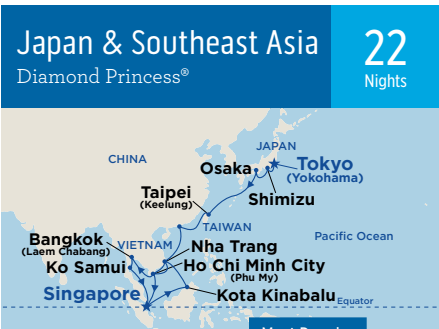 Japan & Southeast Asia
Diamond Princess®
22
Nights
JAPAN
CHINA
Osaka
Tokyo
(Yokohama)
Shimizu
Taipei
(Keelung)
TAIWAN
Pacific Ocean
Bangkok
(Laem Chabang)
VIETNAM
Nha Trang
Ko Samui
Ho Chi Minh City
(Phu My)
Singapore
Kota Kinabalu
Equator